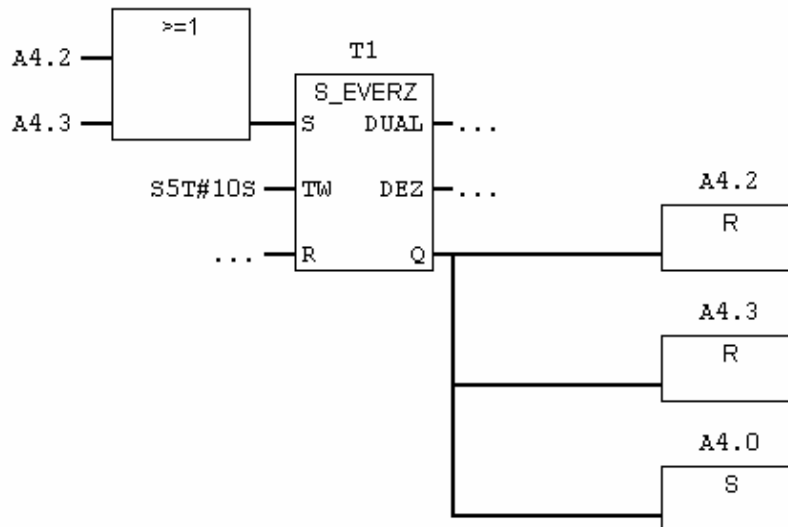 >=1
A4.2
T1
S_EVERZ
A4.3
S DUAL ...
S5T#10S TW DEZ ...
A4.2
R
... R Q
A4.3
R
A4.0
S